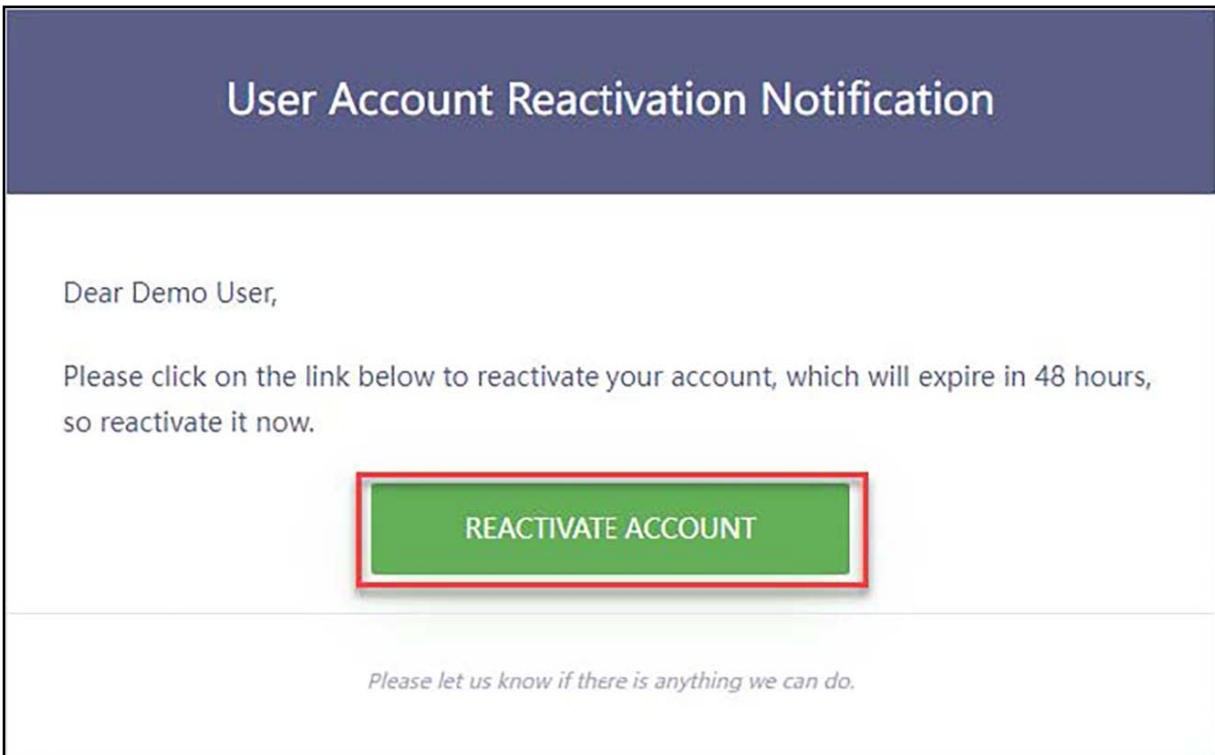 User Account Reactivation Notification
Dear Demo User,
Please click on the link below to reactivate your account, which will expire in 48 hours,
so reactivate it now.
REACTIVATE ACCOUNT
Please let us know if there is anything we can do.